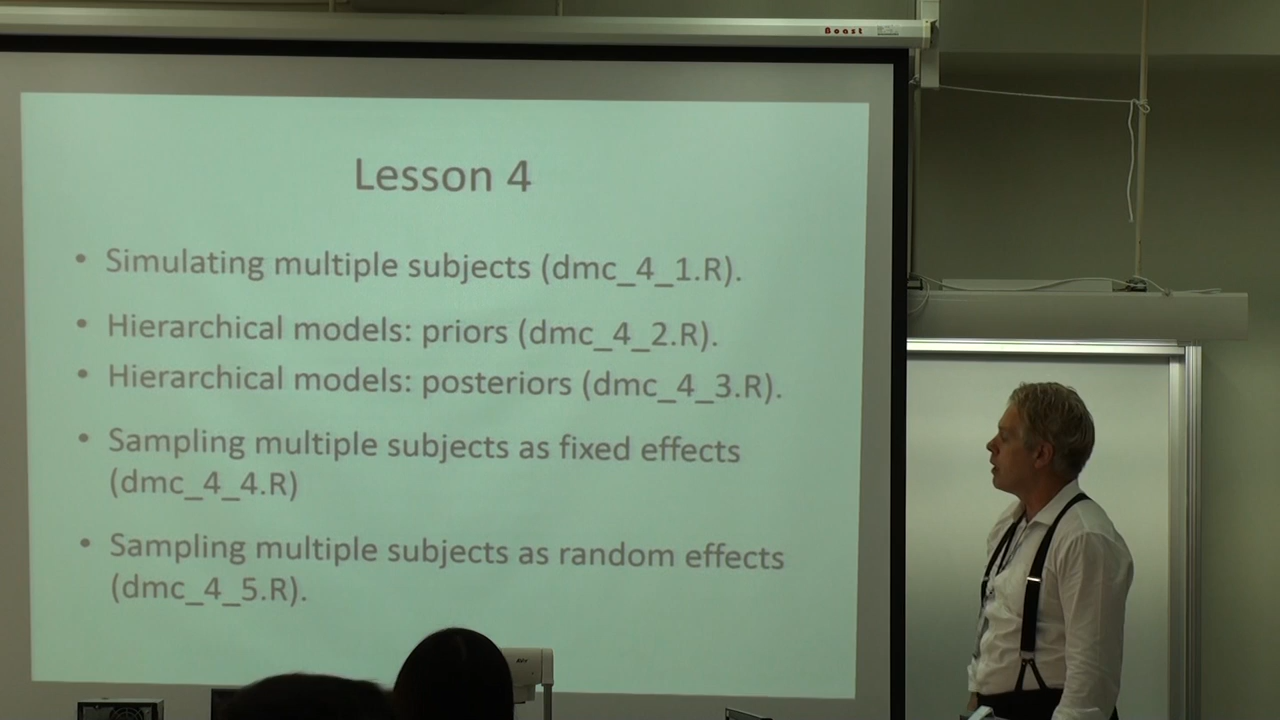 Boast
Lesson 4
• Simulating multiple subjects (dmc_4_1.R).
• Hierarchical models: priors (dmc_4_2.R).
• Hierarchical models: posteriors (dmc_4_3.R).
• Sampling multiple subjects as fixed effects
(dmc_4_4.R)
• Sampling multiple subjects as random effects
(dmc_4_5.R).